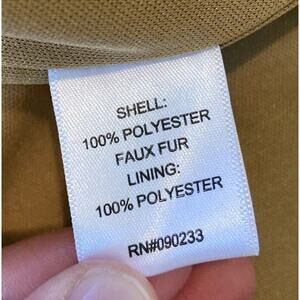 SHELL:
100% POLYESTER
FAUX FUR
LINING:
100% POLYESTER
RN#090233